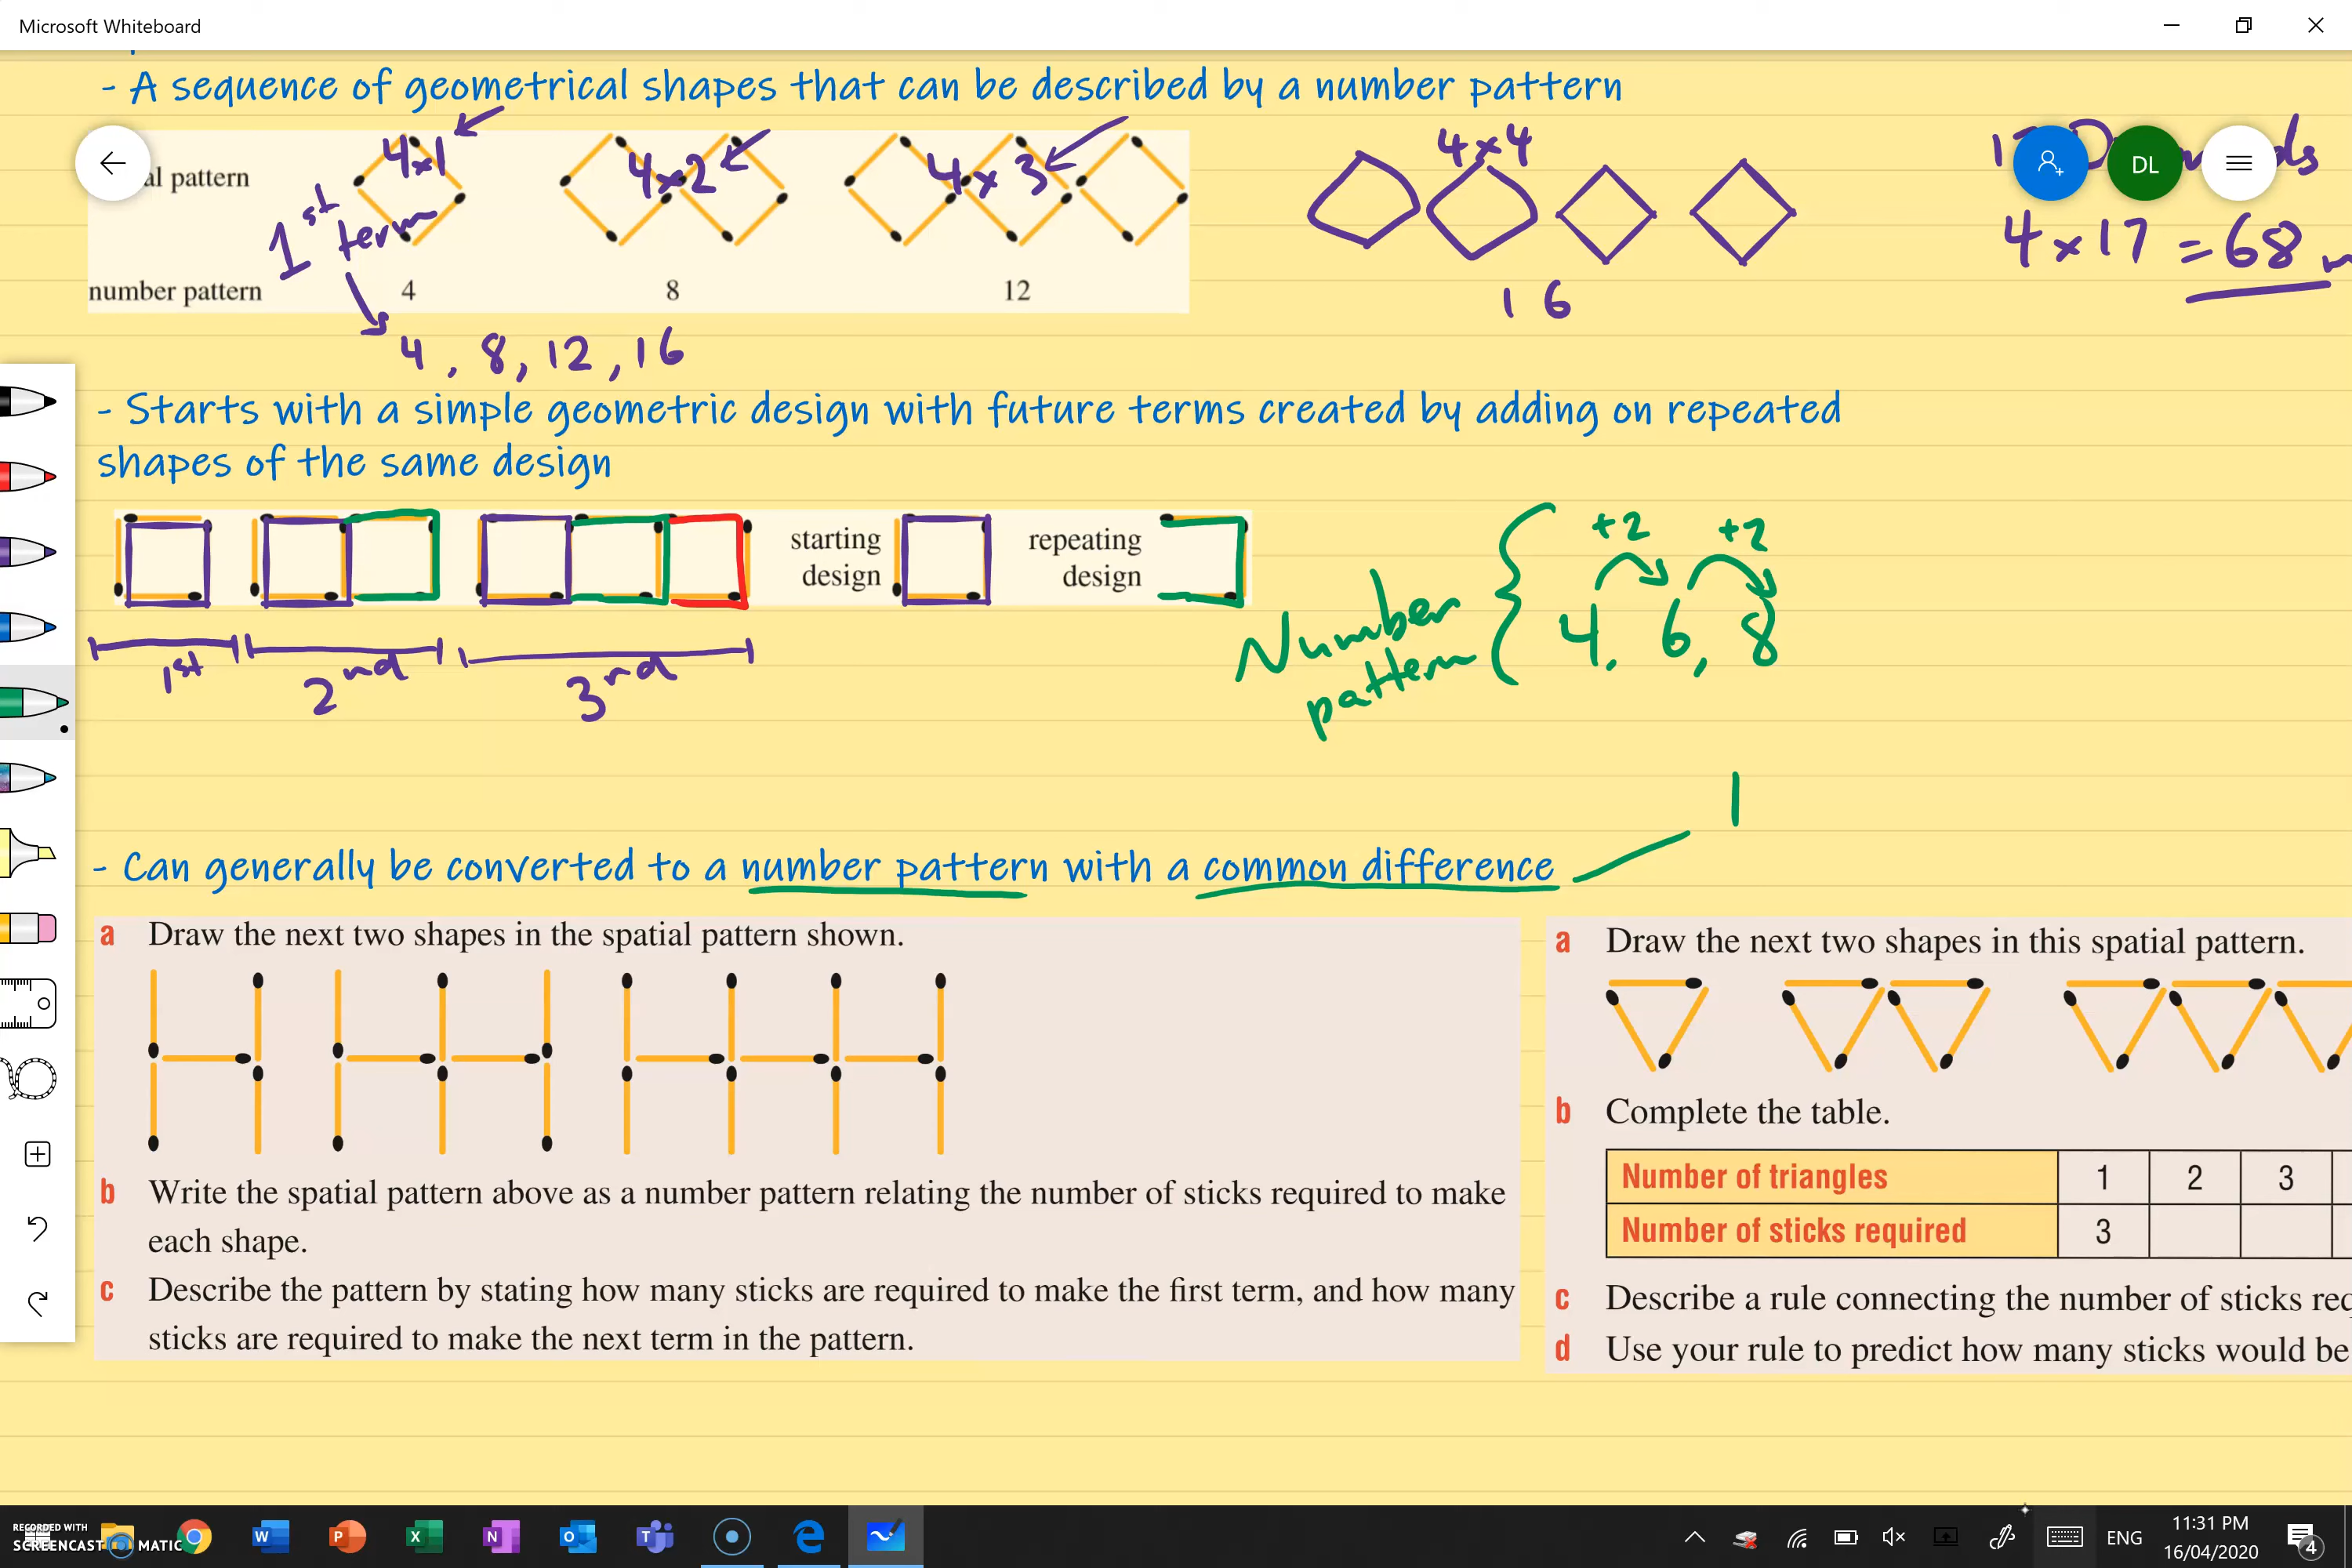 Microsoft Whiteboard
- A sequence of geometrical shapes that can be described by a number pattern
al pattern
4×1
4×2
4×3
4×4
DL
ds
1st term
4×17 = 68
number pattern
4
8
12
16
4, 8, 12, 16
- Starts with a simple geometric design with future terms created by adding on repeated
shapes of the same design
starting
design
repeating
design
+2
+2
Number
pattern
4, 6, 8
1st
2nd
3rd
- Can generally be converted to a number pattern with a common difference
a Draw the next two shapes in the spatial pattern shown.
b Write the spatial pattern above as a number pattern relating the number of sticks required to make
each shape.
c Describe the pattern by stating how many sticks are required to make the first term, and how many
sticks are required to make the next term in the pattern.
a Draw the next two shapes in this spatial pattern.
b Complete the table.
Number of triangles 1 2 3
Number of sticks required 3
c Describe a rule connecting the number of sticks req
d Use your rule to predict how many sticks would be
RECORDED WITH
SCREENCAST MATIC
W
P
X
N
O
T
ENG
11:31 PM
16/04/2020
4